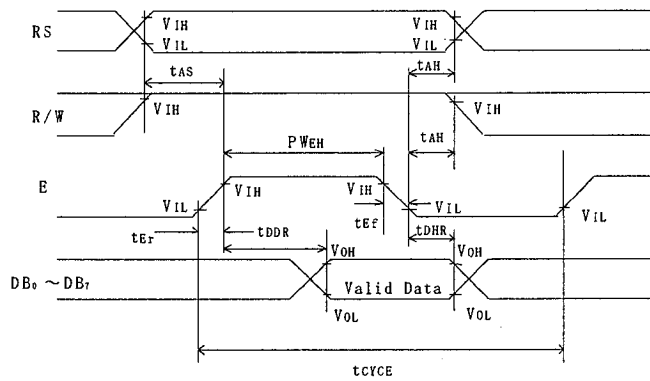 RS VIH VIH
VIL VIL
tAS tAH
R/W VIH VIH
PWEH tAH
E VIH VIH
VIL VIL VIL
tEr tDDR tEf tDHR
VOH VOH
DB0 ～DB7 Valid Data
VOL VOL
tCYCE